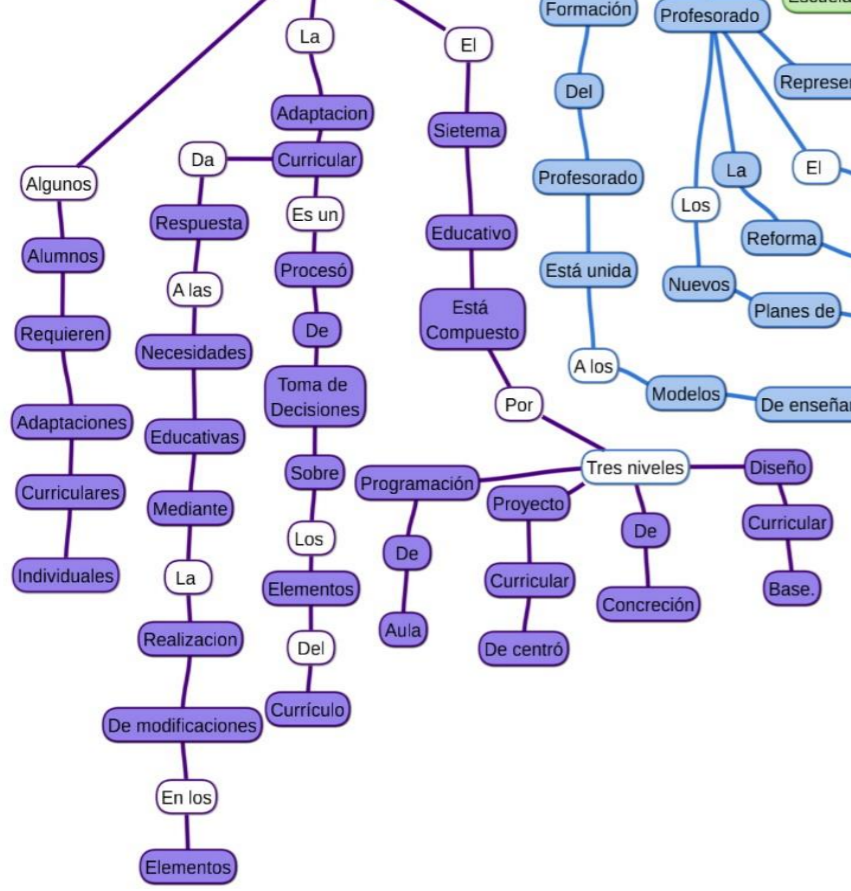 Algunos
Alumnos
Requieren
Adaptaciones
Curriculares
Individuales
La
Adaptacion
Curricular
Da
Respuesta
A las
Necesidades
Educativas
Mediante
La
Realizacion
De modificaciones
En los
Elementos
Es un
Procesó
De
Toma de
Decisiones
Sobre
Los
Elementos
Del
Currículo
El
Sietema
Educativo
Está
Compuesto
Por
Tres niveles
Programación
De
Aula
Proyecto
Curricular
De centró
De
Concreción
Diseño
Curricular
Base.
Formación
Del
Profesorado
Está unida
A los
Modelos
De enseñar
Profesorado
Los
Nuevos
Planes de
La
Reforma
El
Represen
Escuela